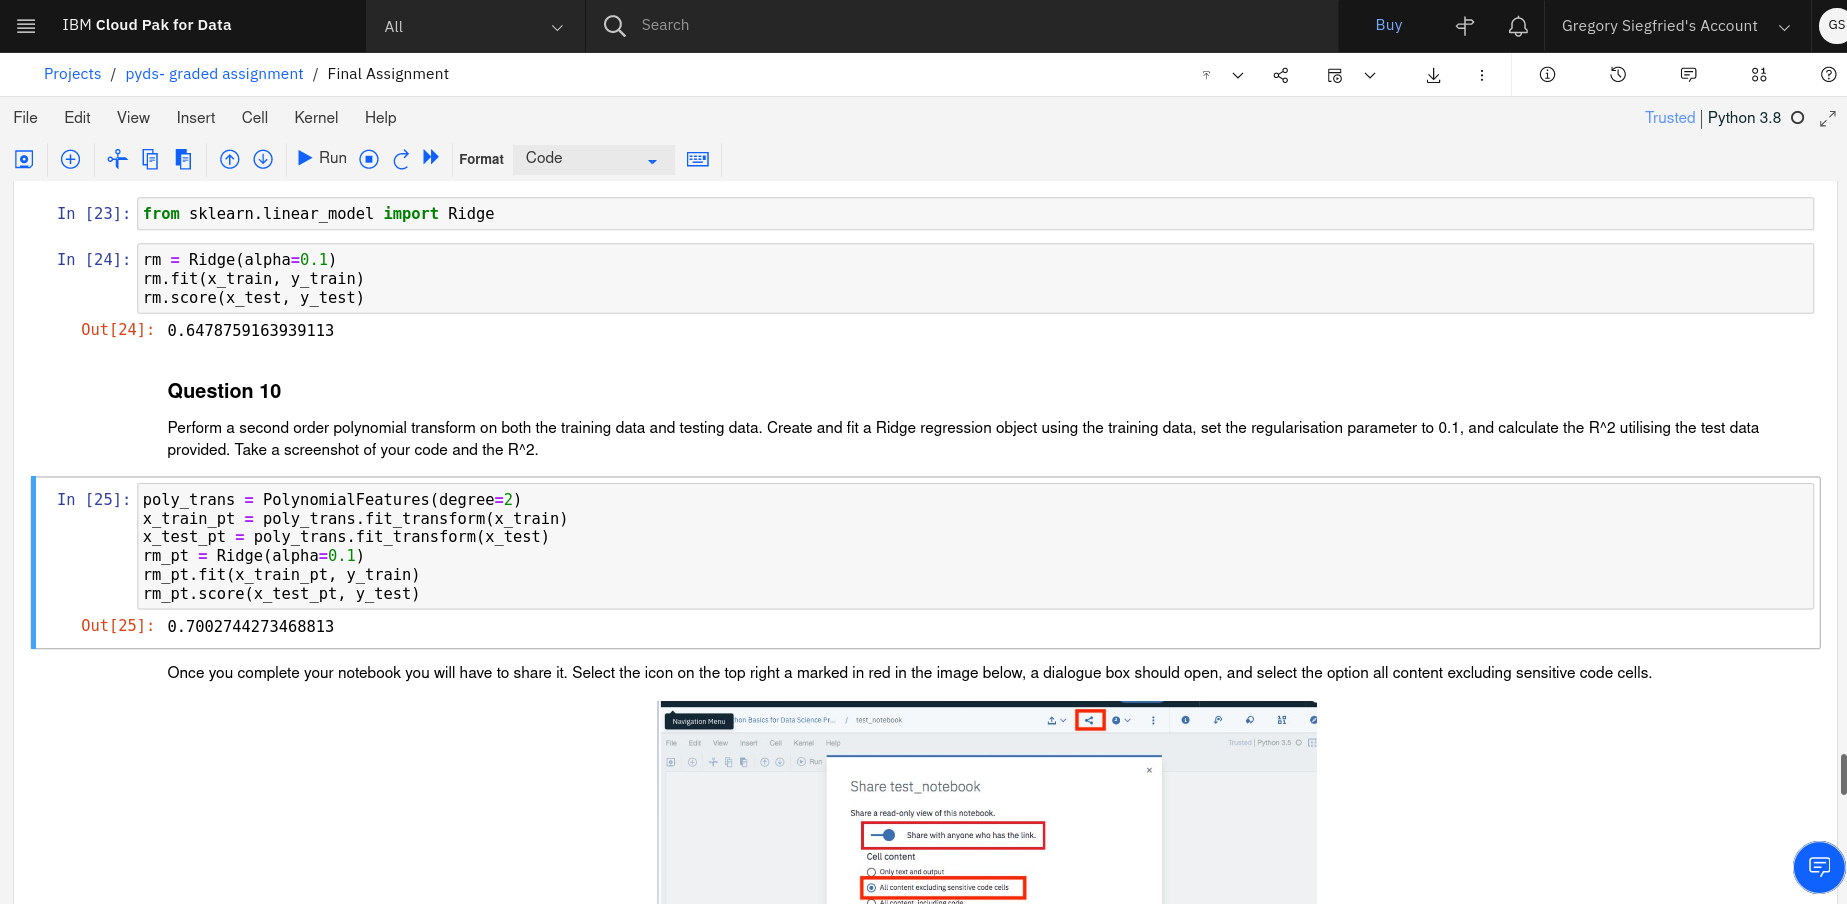 IBM Cloud Pak for Data
All
Search
Buy
Gregory Siegfried's Account
GS
Projects / pyds- graded assignment / Final Assignment
File Edit View Insert Cell Kernel Help
Trusted | Python 3.8
Run
Format
Code
In [23]: from sklearn.linear_model import Ridge
In [24]: rm = Ridge(alpha=0.1)
rm.fit(x_train, y_train)
rm.score(x_test, y_test)
Out[24]: 0.6478759163939113
Question 10
Perform a second order polynomial transform on both the training data and testing data. Create and fit a Ridge regression object using the training data, set the regularisation parameter to 0.1, and calculate the R^2 utilising the test data
provided. Take a screenshot of your code and the R^2.
In [25]: poly_trans = PolynomialFeatures(degree=2)
x_train_pt = poly_trans.fit_transform(x_train)
x_test_pt = poly_trans.fit_transform(x_test)
rm_pt = Ridge(alpha=0.1)
rm_pt.fit(x_train_pt, y_train)
rm_pt.score(x_test_pt, y_test)
Out[25]: 0.7002744273468813
Once you complete your notebook you will have to share it. Select the icon on the top right a marked in red in the image below, a dialogue box should open, and select the option all content excluding sensitive code cells.
Navigation Menu
hon Basics for Data Science Pr... / test_notebook
File Edit View Insert Cell Kernel Help
Trusted | Python 3.5
Run
Share test_notebook
Share a read-only view of this notebook.
Share with anyone who has the link.
Cell content
Only text and output
All content excluding sensitive code cells
All content, including code